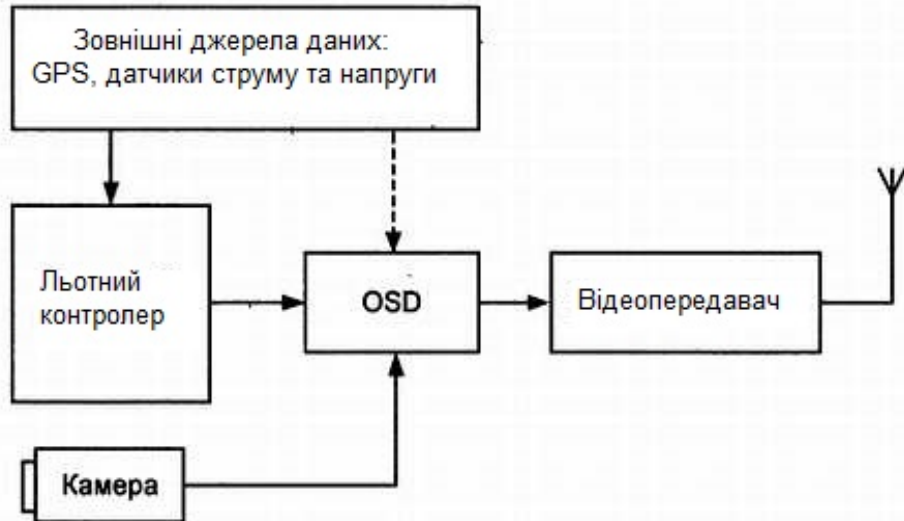 Зовнішні джерела даних:
GPS, датчики струму та напруги
Льотний
контролер
OSD
Відеопередавач
Камера